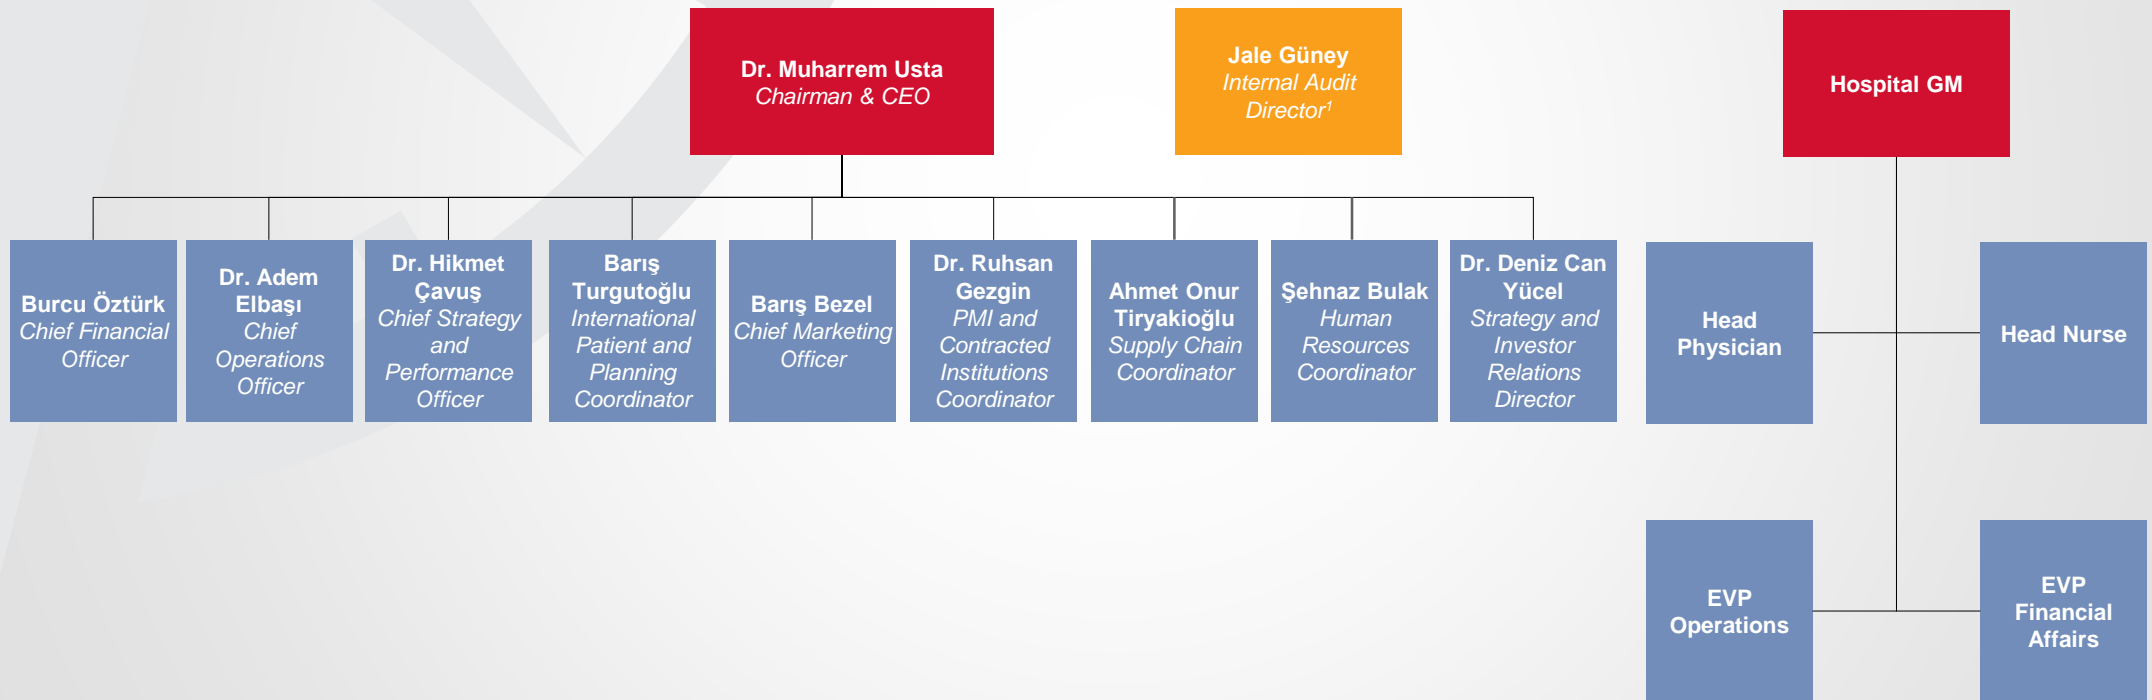 Dr. Muharrem Usta
Chairman & CEO
Jale Güney
Internal Audit
Director¹
Hospital GM
Burcu Öztürk
Chief Financial
Officer
Dr. Adem
Elbaşı
Chief
Operations
Officer
Dr. Hikmet
Çavuş
Chief Strategy
and
Performance
Officer
Barış
Turgutoğlu
International
Patient and
Planning
Coordinator
Barış Bezel
Chief Marketing
Officer
Dr. Ruhsan
Gezgin
PMI and
Contracted
Institutions
Coordinator
Ahmet Onur
Tiryakioğlu
Supply Chain
Coordinator
Şehnaz Bulak
Human
Resources
Coordinator
Dr. Deniz Can
Yücel
Strategy and
Investor
Relations
Director
Head
Physician
Head Nurse
EVP
Operations
EVP
Financial
Affairs